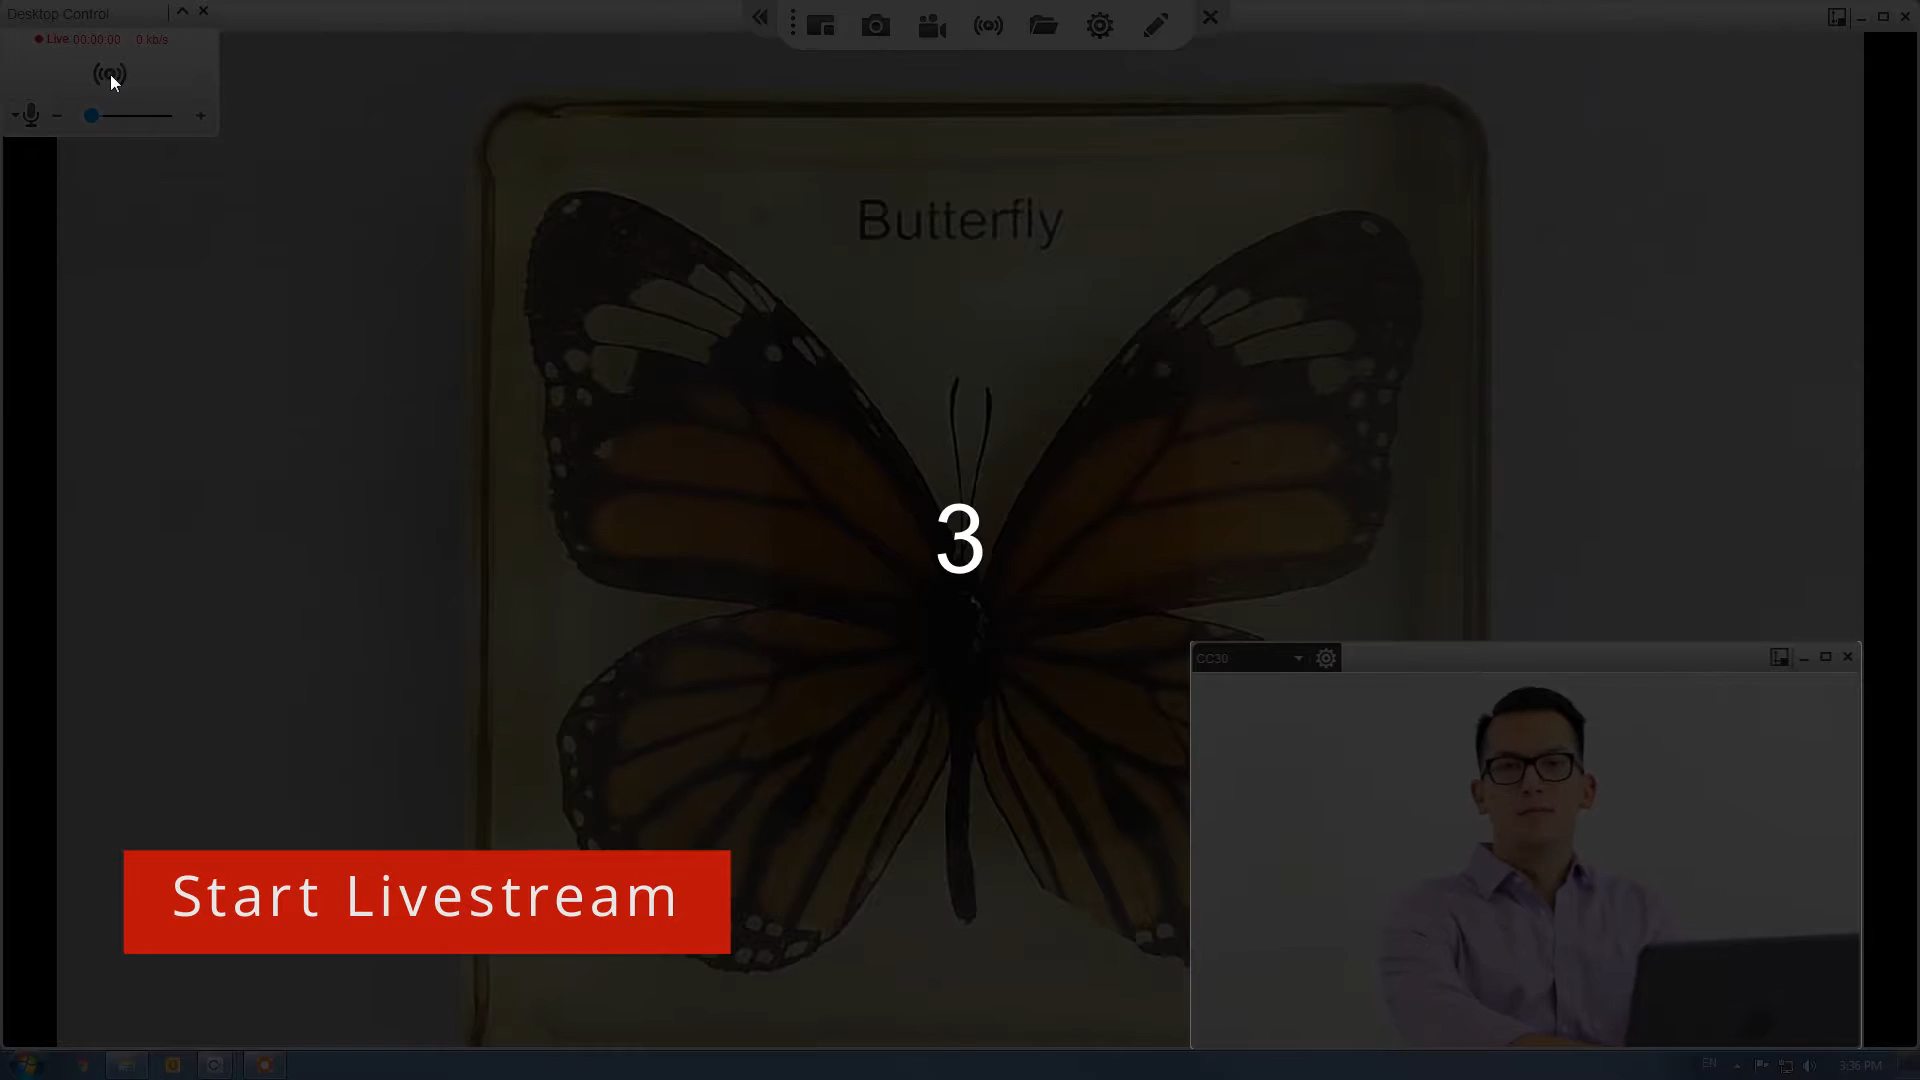 Desktop Control
Live 00:00:00 0 kb/s
Butterfly
3
CC30
Start Livestream
EN
3:36 PM